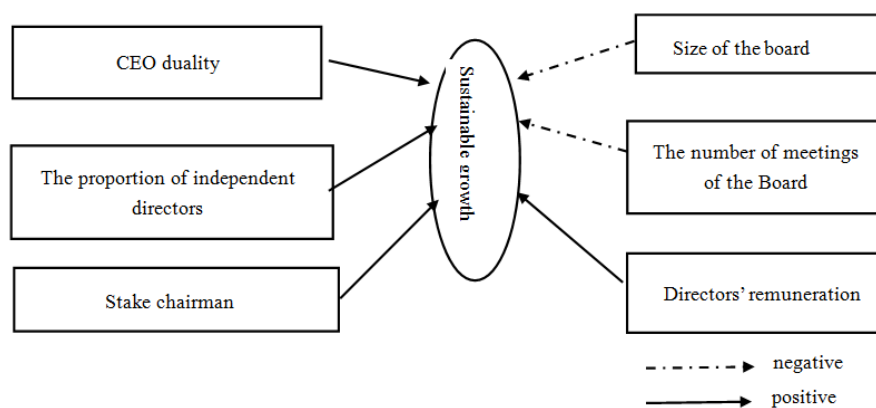 CEO duality
The proportion of independent
directors
Stake chairman
Sustainable growth
Size of the board
The number of meetings
of the Board
Directors' remuneration
negative
positive